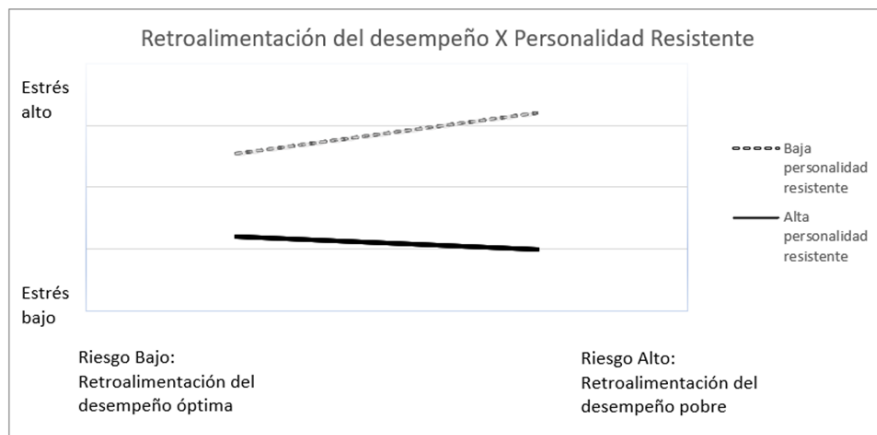 Retroalimentación del desempeño X Personalidad Resistente
Estrés
alto
Baja
personalidad
resistente
Alta
personalidad
resistente
Estrés
bajo
Riesgo Bajo:
Retroalimentación del
desempeño óptima
Riesgo Alto:
Retroalimentación del
desempeño pobre